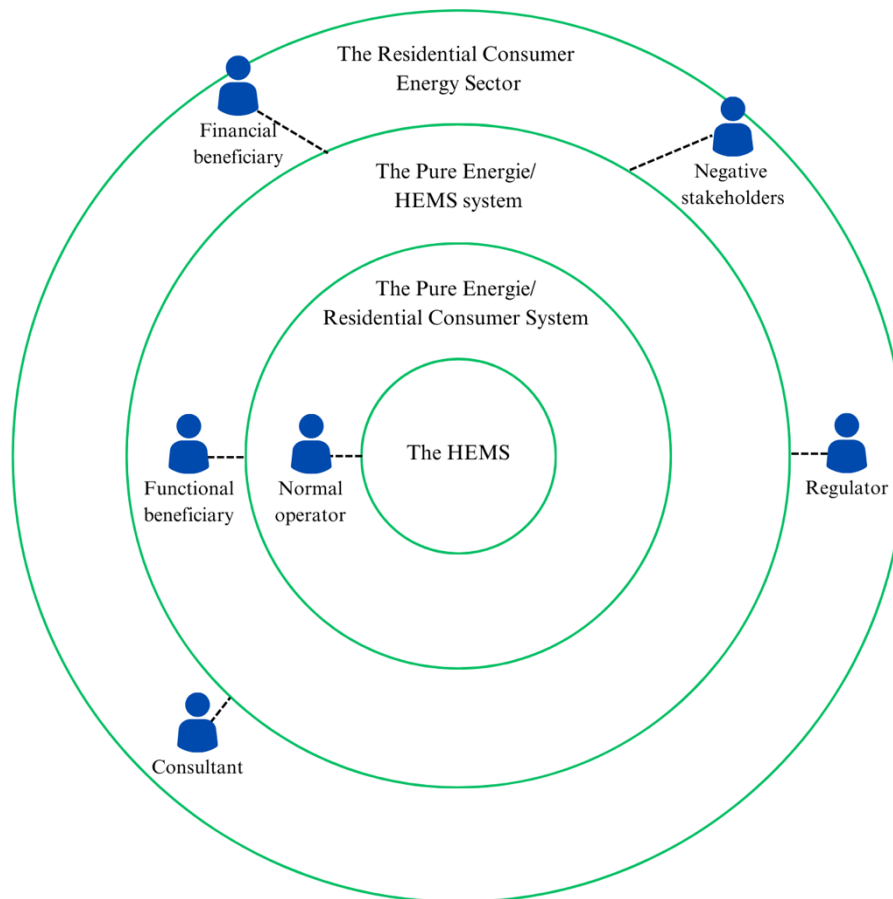 The Residential Consumer
Energy Sector
Financial
beneficiary
Negative
stakeholders
The Pure Energie/
HEMS system
The Pure Energie/
Residential Consumer System
The HEMS
Functional
beneficiary
Normal
operator
Regulator
Consultant